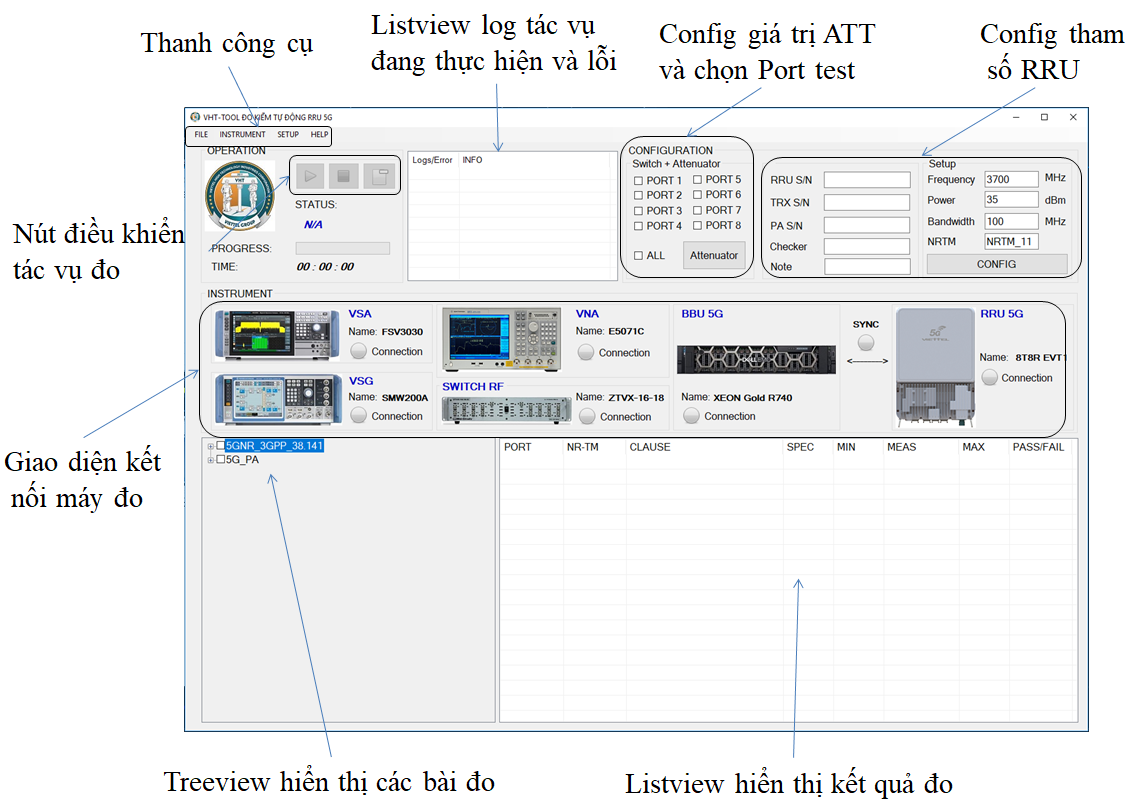 Thanh công cụ
Listview log tác vụ
đang thực hiện và lỗi
Config giá trị ATT
và chọn Port test
Config tham
số RRU
VHT-TOOL ĐO KIỂM TỰ ĐỘNG RRU 5G
FILE INSTRUMENT SETUP HELP
OPERATION
VHT
VIETTEL GROUP
STATUS:
N/A
PROGRESS:
TIME: 00 : 00 : 00
Logs/Error INFO
CONFIGURATION
Switch + Attenuator
PORT 1 PORT 5
PORT 2 PORT 6
PORT 3 PORT 7
PORT 4 PORT 8
ALL Attenuator
RRU S/N
TRX S/N
PA S/N
Checker
Note
Setup
Frequency 3700 MHz
Power 35 dBm
Bandwidth 100 MHz
NRTM NRTM_11
CONFIG
Nút điều khiển
tác vụ đo
INSTRUMENT
VSA
Name: FSV3030
Connection
VSG
Name: SMW200A
Connection
VNA
Name: E5071C
Connection
SWITCH RF
Name: ZTVX-16-18
Connection
BBU 5G
Name: XEON Gold R740
Connection
SYNC
5G
RRU 5G
Name: 8T8R EVT1
Connection
Giao diện kết
nối máy đo
5GNR_3GPP_38.141
5G_PA
PORT NR-TM CLAUSE SPEC MIN MEAS MAX PASS/FAIL
Treeview hiển thị các bài đo
Listview hiển thị kết quả đo